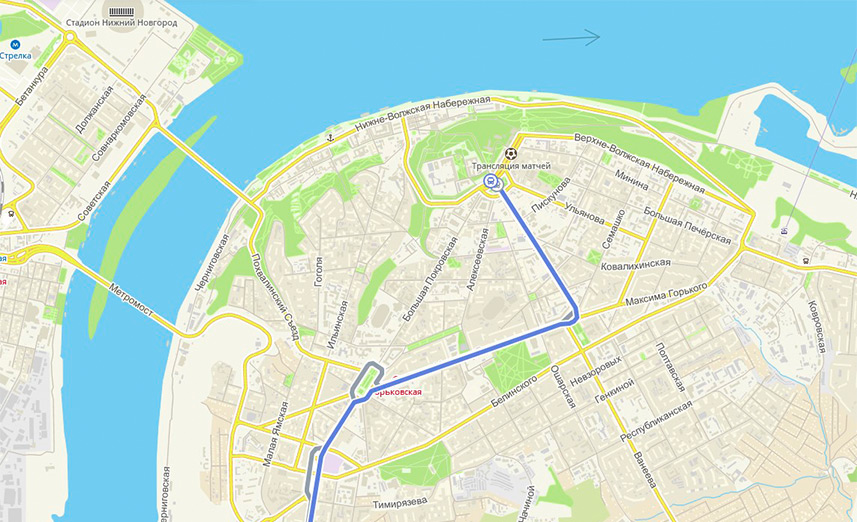 Стадион Нижний Новгород
Стрелка
Бетанкура
Должанская
Совнаркомовская
Советская
Нижне-Волжская Набережная
Верхне-Волжская Набережная
Трансляция матчей
Минина
Пискунова
Ульянова
Семашко
Большая Печёрская
Ковалихинская
Максима Горького
Черниговская
Похвалинский Съезд
Гоголя
Ильинская
Большая Покровская
Алексеевская
Метромост
Ковровская
Полтавская
Невзоровых
Генкиной
Ошарская
Белинского
Республиканская
Ванеева
Малая Ямская
Тимирязева
Черниговская